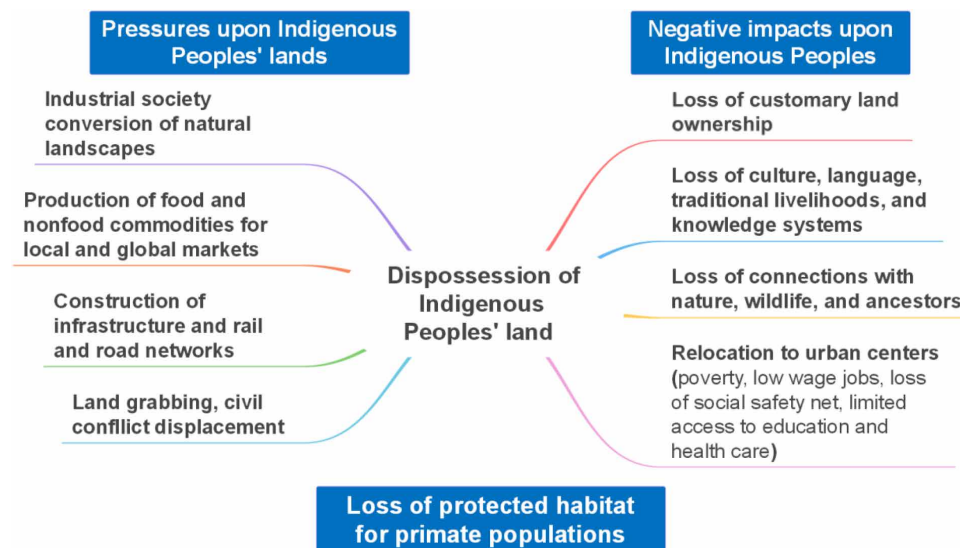 Pressures upon Indigenous
Peoples' lands
Industrial society
conversion of natural
landscapes
Production of food and
nonfood commodities for
local and global markets
Construction of
infrastructure and rail
and road networks
Land grabbing, civil
confllict displacement
Dispossession of
Indigenous
Peoples' land
Negative impacts upon
Indigenous Peoples
Loss of customary land
ownership
Loss of culture, language,
traditional livelihoods, and
knowledge systems
Loss of connections with
nature, wildlife, and ancestors
Relocation to urban centers
(poverty, low wage jobs, loss
of social safety net, limited
access to education and
health care)
Loss of protected habitat
for primate populations